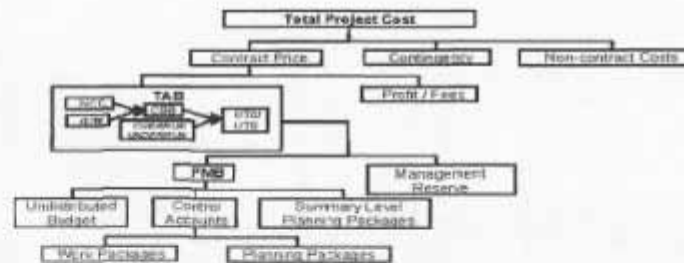 Total Project Cost
Contract Price
Contingency
Non-contract Costs
TAB
Profit / Fees
CBB
PMB
Management
Reserve
Undistributed
Budget
Control
Accounts
Summary Level
Planning Packages
Work Packages
Planning Packages